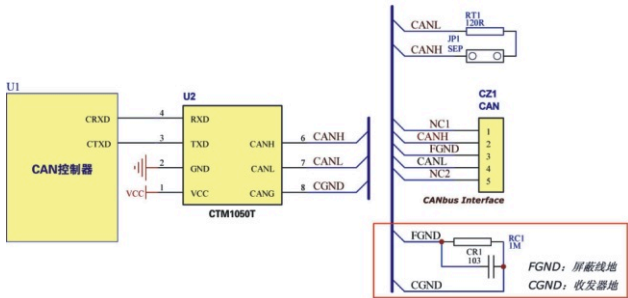 U1
CRXD
CTXD
CAN控制器
4
3
2
1
VCC
U2
RXD
TXD
GND
VCC
CANH
CANL
CANG
CTM1050T
6 CANH
7 CANL
8 CGND
CANL
CANH
RT1
120R
JP1
SEP
CZ1
CAN
NC1
CANH
FGND
CANL
NC2
1
2
3
4
5
CANbus Interface
FGND
CGND
RC1
1M
CR1
103
FGND：屏蔽线地
CGND：收发器地